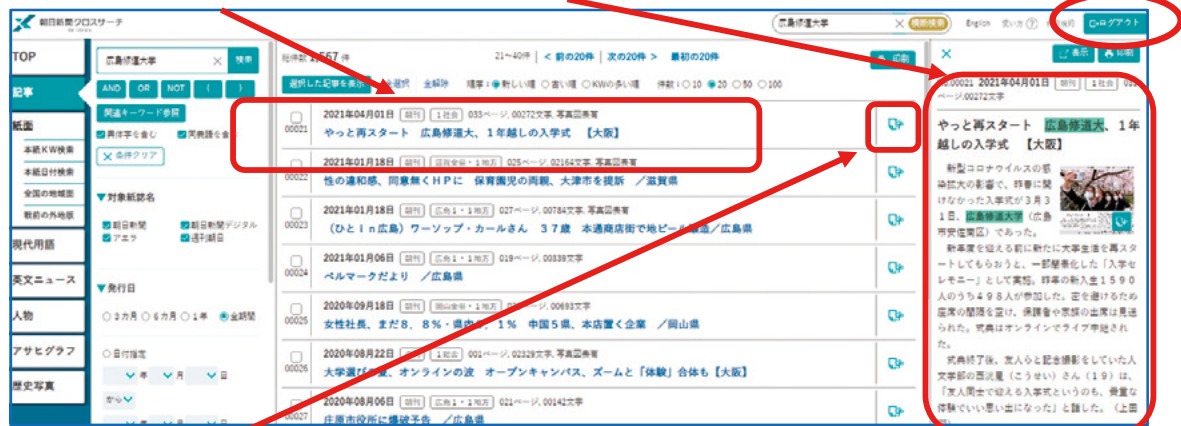 朝日新聞クロスサーチ
広島修道大学
横断検索
English
ログアウト
TOP
記事
紙面
本紙KW検索
本紙日付検索
全国の地域面
戦前の外地版
現代用語
英文ニュース
人物
アサヒグラフ
歴史写真
広島修道大学
検索
AND OR NOT ( )
関連キーワード参照
異体字を含む 同義語を含
条件クリア
▼対象紙誌名
朝日新聞 朝日新聞デジタル
アエラ 週刊朝日
▼発行日
3カ月 6カ月 1年 全期間
日付指定
年 月 日
から
年 月 日
総件数 1,567 件
21~40件 < 前の20件 次の20件 > 最初の20件
印刷
選択した記事を表示 全選択 全解除 順序: 新しい順 古い順 KWの多い順 件数: 10 20 50 100
2021年04月01日 朝刊 1社会 033ページ, 00272文字, 写真図表有
00021
やっと再スタート 広島修道大、1年越しの入学式 【大阪】
2021年01月18日 朝刊 滋賀全県・1地方 025ページ, 02164文字, 写真図表有
00022
性の違和感、同意無くHPに 保育園児の両親、大津市を提訴 /滋賀県
2021年01月18日 朝刊 広島1・1地方 027ページ, 00784文字, 写真図表有
00023
(ひとin広島)ワーソップ・カールさん 37歳 本通商店街で地ビール /広島県
2021年01月06日 朝刊 広島1・1地方 019ページ, 00339文字
00024
ベルマークだより /広島県
2020年09月18日 朝刊 岡山全県・1地方 ページ, 00693文字
00025
女性社長、まだ8.8%・県内 1% 中国5県、本店置く企業 /岡山県
2020年08月22日 朝刊 1社会 001ページ, 02329文字, 写真図表有
00026
大学選びの夏、オンラインの波 オープンキャンパス、ズームと「体験」合体も【大阪】
2020年08月06日 朝刊 広島1・1地方 021ページ, 00142文字
00027
庄原市役所に爆破予告 /広島県
表示 印刷
00021 2021年04月01日 朝刊 1社会 033
ページ, 00272文字
やっと再スタート 広島修道大、1年
越しの入学式 【大阪】
新型コロナウイルスの感
染拡大の影響で、昨春に開
けなかった入学式が3月3
1日、広島修道大学(広島
市安佐南区)であった。
新年度を迎える前に新たに大学生活を再スタ
ートしてもらおうと、一部簡素化した「入学セ
レモニー」として実施。昨年の新入生1590
人のうち498人が参加した。密を避けるため
座席の間隔を空け、保護者や家族の出席は見送
られた。式典はオンラインでライブ中継され
た。
式典終了後、友人らと記念撮影をしていた人
文学部の西沢星(こうせい)さん(19)は、
「友人同士で迎える入学式というのも、貴重な
体験でいい思い出になった」と話した。(上田